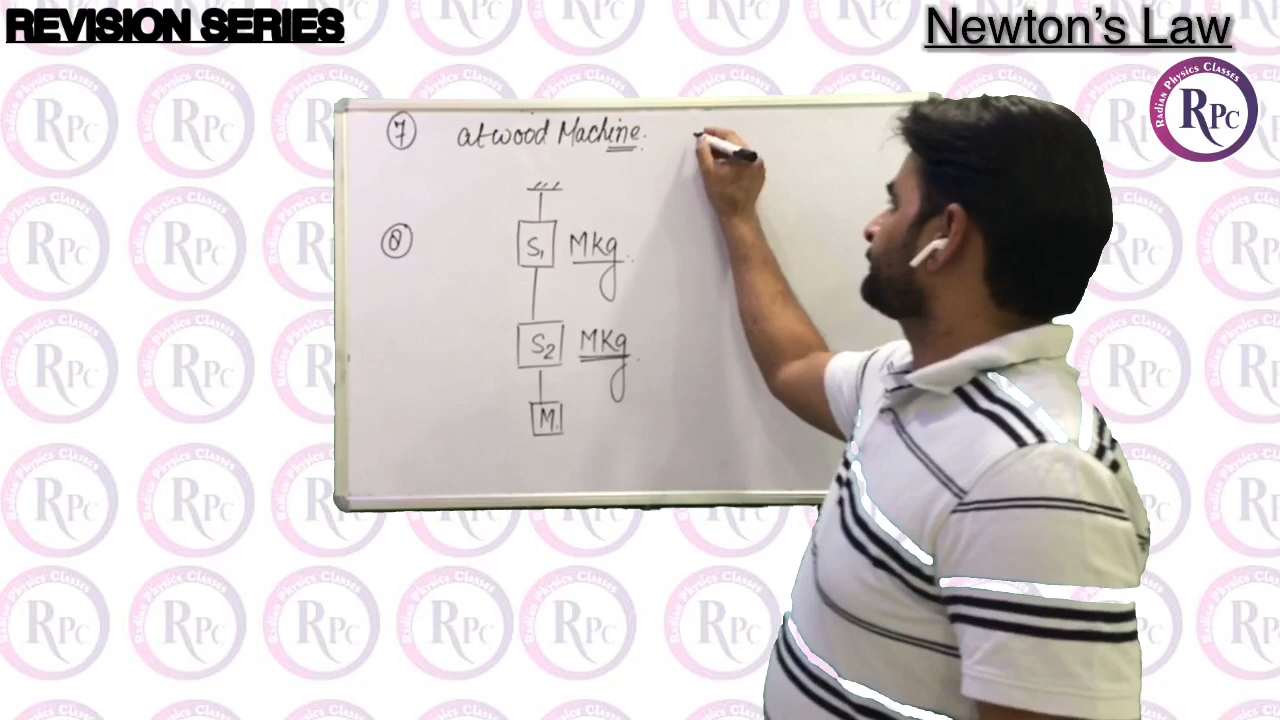 REVISION SERIES
Newton’s Law
Radian Physics Classes
RPC
7 atwood Machine.
8
S1 MKg.
S2 MKg.
M.